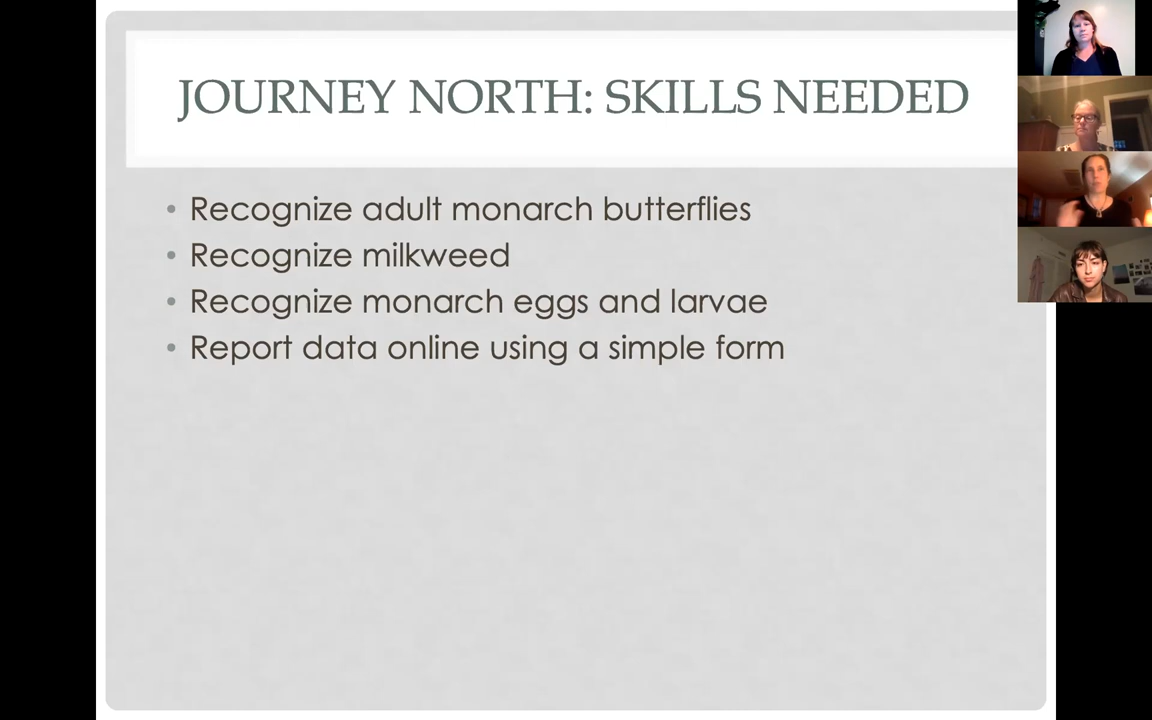 JOURNEY NORTH: SKILLS NEEDED
• Recognize adult monarch butterflies
• Recognize milkweed
• Recognize monarch eggs and larvae
• Report data online using a simple form